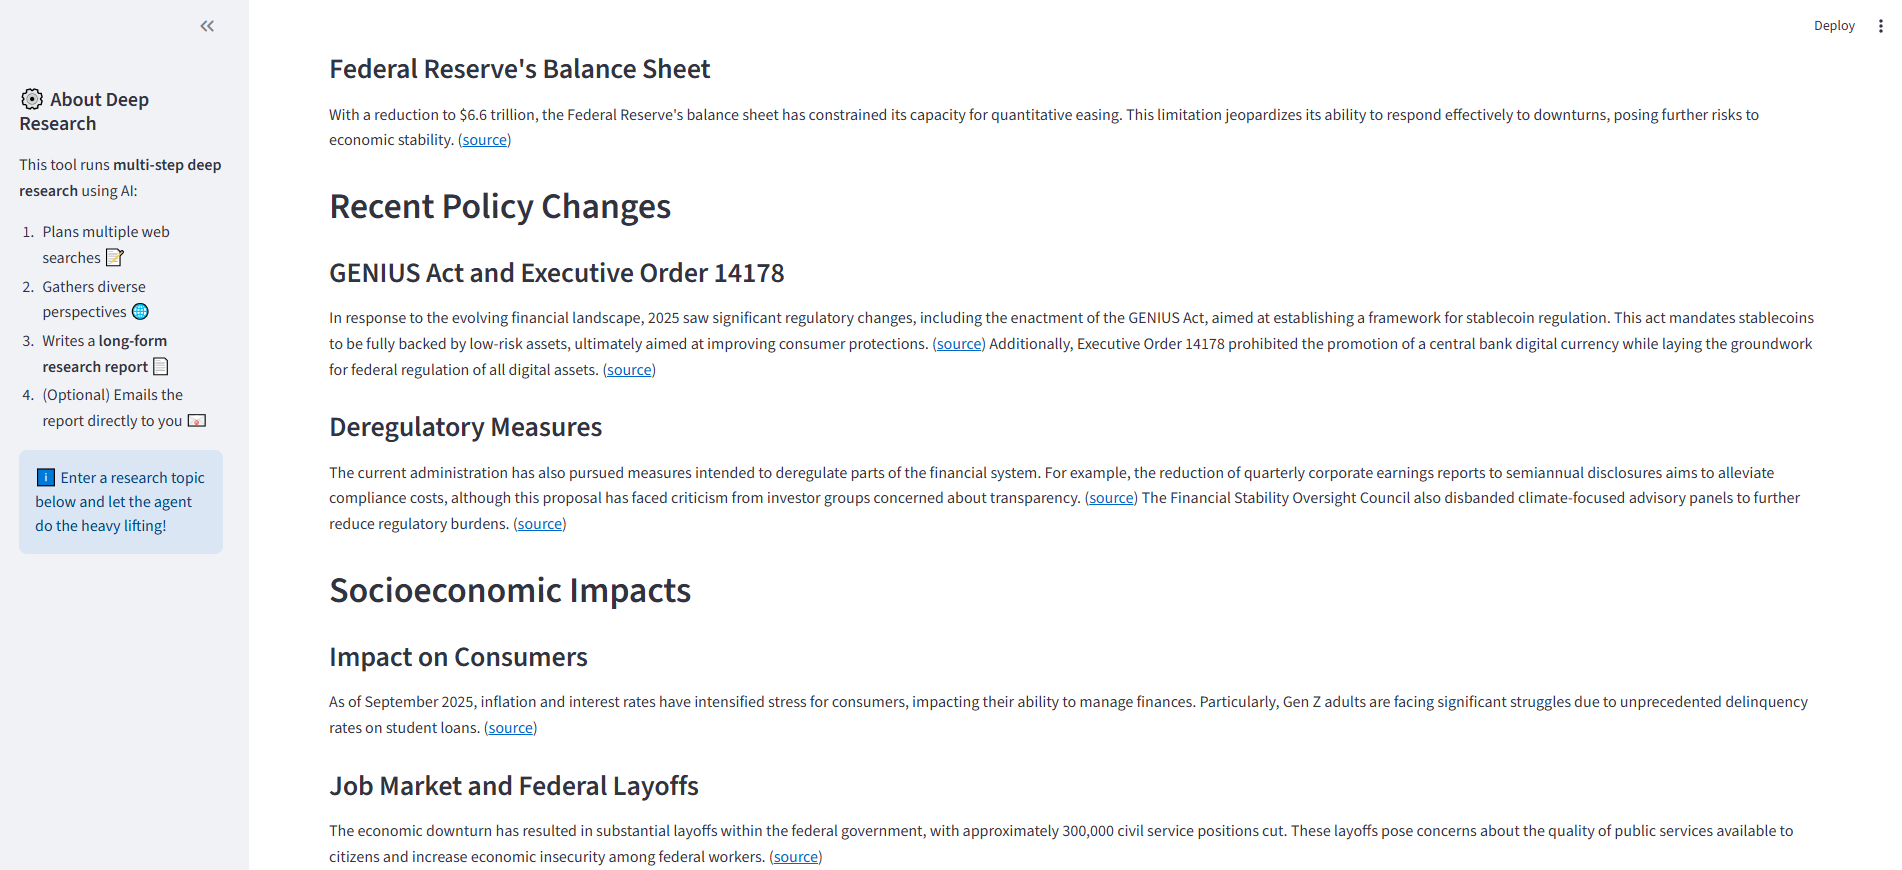 Deploy
About Deep
Research
This tool runs multi-step deep
research using AI:
1. Plans multiple web
searches
2. Gathers diverse
perspectives
3. Writes a long-form
research report
4. (Optional) Emails the
report directly to you
Enter a research topic
below and let the agent
do the heavy lifting!
Federal Reserve's Balance Sheet
With a reduction to $6.6 trillion, the Federal Reserve's balance sheet has constrained its capacity for quantitative easing. This limitation jeopardizes its ability to respond effectively to downturns, posing further risks to
economic stability. (source)
Recent Policy Changes
GENIUS Act and Executive Order 14178
In response to the evolving financial landscape, 2025 saw significant regulatory changes, including the enactment of the GENIUS Act, aimed at establishing a framework for stablecoin regulation. This act mandates stablecoins
to be fully backed by low-risk assets, ultimately aimed at improving consumer protections. (source) Additionally, Executive Order 14178 prohibited the promotion of a central bank digital currency while laying the groundwork
for federal regulation of all digital assets. (source)
Deregulatory Measures
The current administration has also pursued measures intended to deregulate parts of the financial system. For example, the reduction of quarterly corporate earnings reports to semiannual disclosures aims to alleviate
compliance costs, although this proposal has faced criticism from investor groups concerned about transparency. (source) The Financial Stability Oversight Council also disbanded climate-focused advisory panels to further
reduce regulatory burdens. (source)
Socioeconomic Impacts
Impact on Consumers
As of September 2025, inflation and interest rates have intensified stress for consumers, impacting their ability to manage finances. Particularly, Gen Z adults are facing significant struggles due to unprecedented delinquency
rates on student loans. (source)
Job Market and Federal Layoffs
The economic downturn has resulted in substantial layoffs within the federal government, with approximately 300,000 civil service positions cut. These layoffs pose concerns about the quality of public services available to
citizens and increase economic insecurity among federal workers. (source)